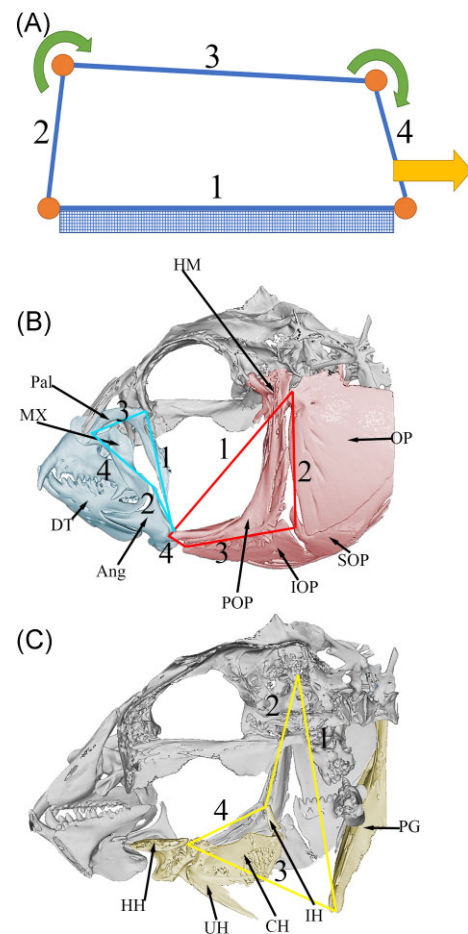 (A)
3
2
4
1
HM
(B)
Pal
3
MX
1
OP
1
4
2
2
DT
Ang
4
3
SOP
IOP
POP
(C)
2
1
4
PG
3
HH
IH
CH
UH